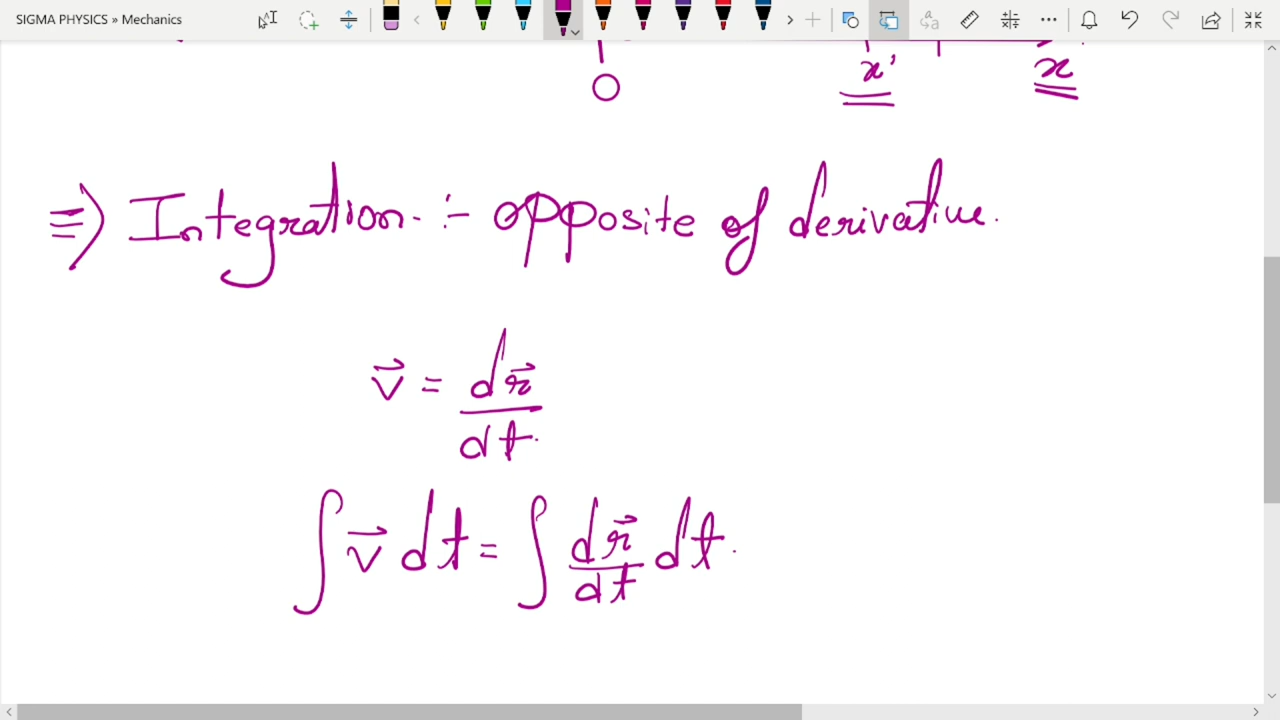 SIGMA PHYSICS » Mechanics
x' x
O
⇒) Integration :- opposite of derivative.
v⃗ = dr⃗/dt
∫ v⃗ dt = ∫ dr⃗/dt dt.